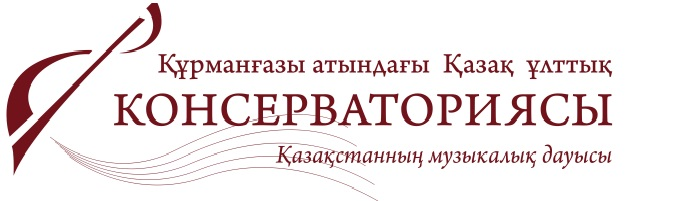 Құрманғазы атындағы Қазақ ұлттық
КОНСЕРВАТОРИЯСЫ
Қазақстанның музыкалық дауысы